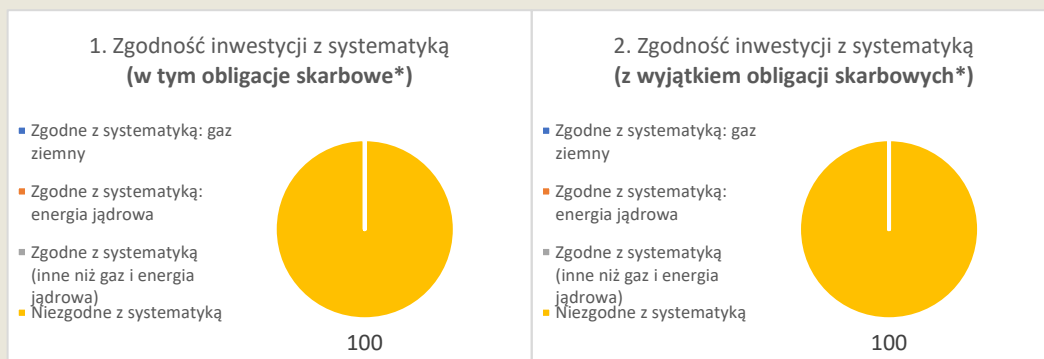 1. Zgodność inwestycji z systematyką
(w tym obligacje skarbowe*)
Zgodne z systematyką: gaz
ziemny
Zgodne z systematyką:
energia jądrowa
Zgodne z systematyką
(inne niż gaz i energia
jądrowa)
Niezgodne z systematyką
100
2. Zgodność inwestycji z systematyką
(z wyjątkiem obligacji skarbowych*)
Zgodne z systematyką: gaz
ziemny
Zgodne z systematyką:
energia jądrowa
Zgodne z systematyką
(inne niż gaz i energia
jądrowa)
Niezgodne z systematyką
100